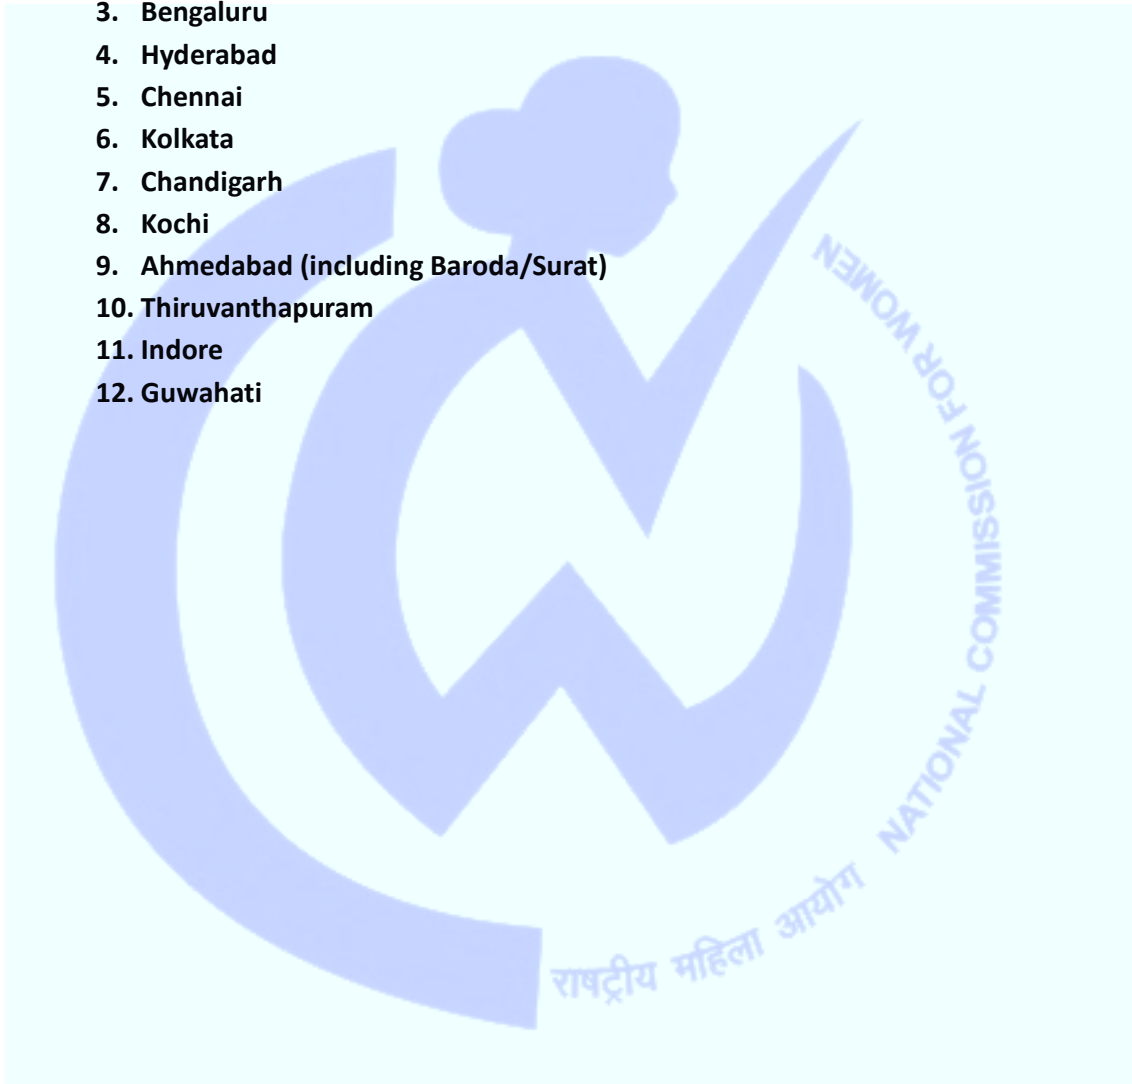 3. Bengaluru
4. Hyderabad
5. Chennai
6. Kolkata
7. Chandigarh
8. Kochi
9. Ahmedabad (including Baroda/Surat)
10. Thiruvanthapuram
11. Indore
12. Guwahati
राषट्रीय महिला आयोग NATIONAL COMMISSION FOR WOMEN